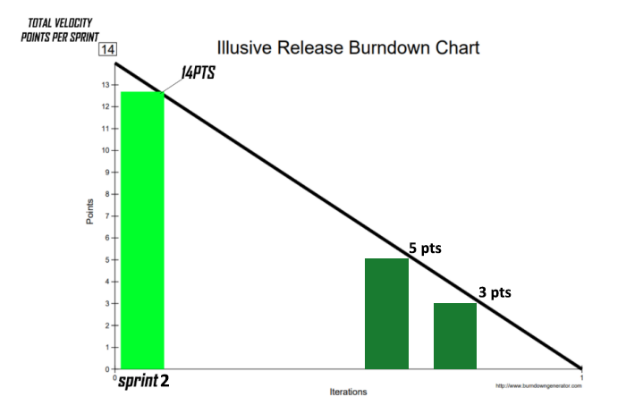 TOTAL VELOCITY
POINTS PER SPRINT
14
Illusive Release Burndown Chart
14PTS
13
12
11
10
9
8
7
6
5
4
3
2
1
0
Points
5 pts
3 pts
0
1
sprint 2
Iterations
http://www.burndowngenerator.com